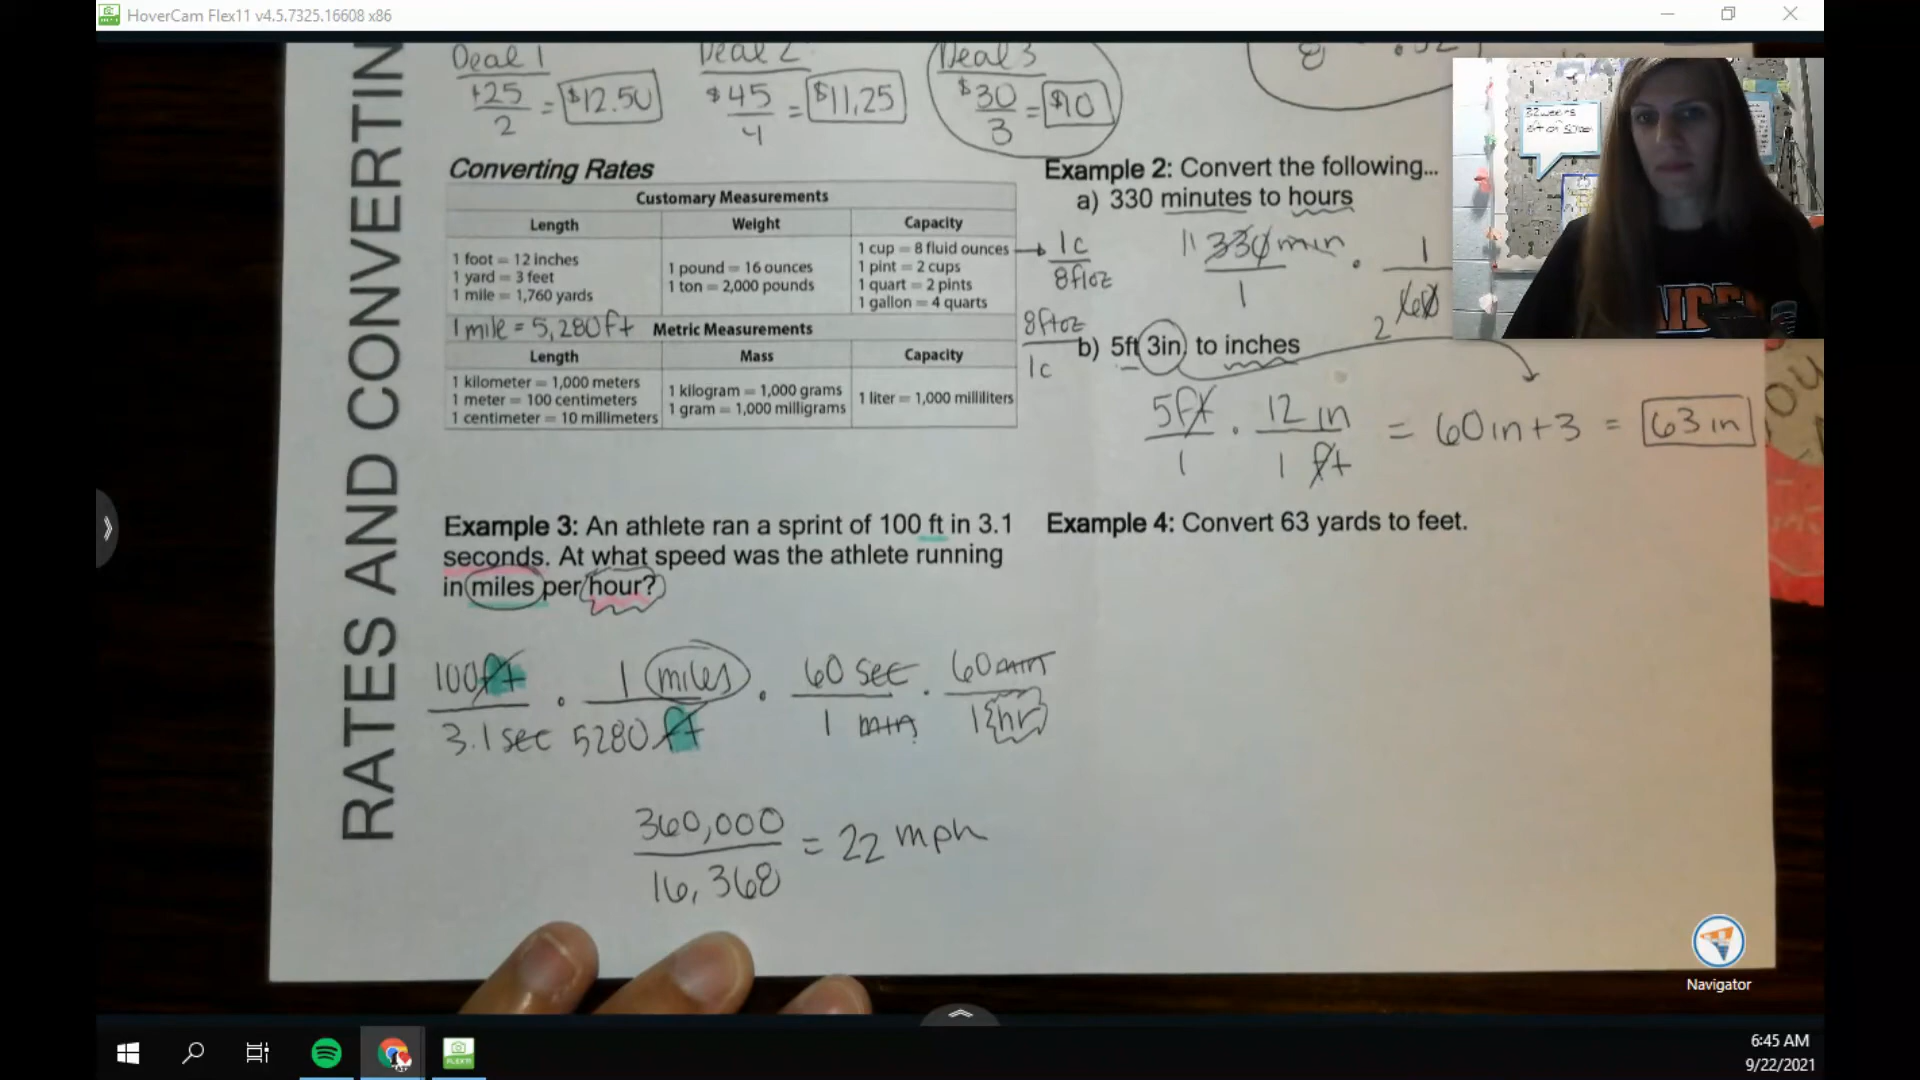 HoverCam Flex11 v4.5.7325.16608 x86
RATES AND CONVERTIN
Deal 1
Deal 2
Deal 3
25
2
= $12.50
$45
4
= $11.25
$30
3
= $10
8
Converting Rates
Customary Measurements
Length Weight Capacity
1 foot = 12 inches
1 yard = 3 feet
1 mile = 1,760 yards
1 mile = 5,280ft
1 pound = 16 ounces
1 ton = 2,000 pounds
1 cup = 8 fluid ounces
1 pint = 2 cups
1 quart = 2 pints
1 gallon = 4 quarts
1c
8floz
8floz
1c
Metric Measurements
Length Mass Capacity
1 kilometer = 1,000 meters
1 meter = 100 centimeters
1 centimeter = 10 millimeters
1 kilogram = 1,000 grams
1 gram = 1,000 milligrams
1 liter = 1,000 milliliters
Example 2: Convert the following...
a) 330 minutes to hours
11 330 min · 1
1 2 60
b) 5ft 3in to inches
5ft · 12 in = 60in+3 = 63 in
1 1 ft
Example 3: An athlete ran a sprint of 100 ft in 3.1
seconds. At what speed was the athlete running
in miles per hour?
100ft · 1 miles · 60 sec · 60min
3.1sec 5280ft 1 min 1 hr
360,000
16,368
= 22 mph
Example 4: Convert 63 yards to feet.
you
Navigator
FLEX11
6:45 AM
9/22/2021